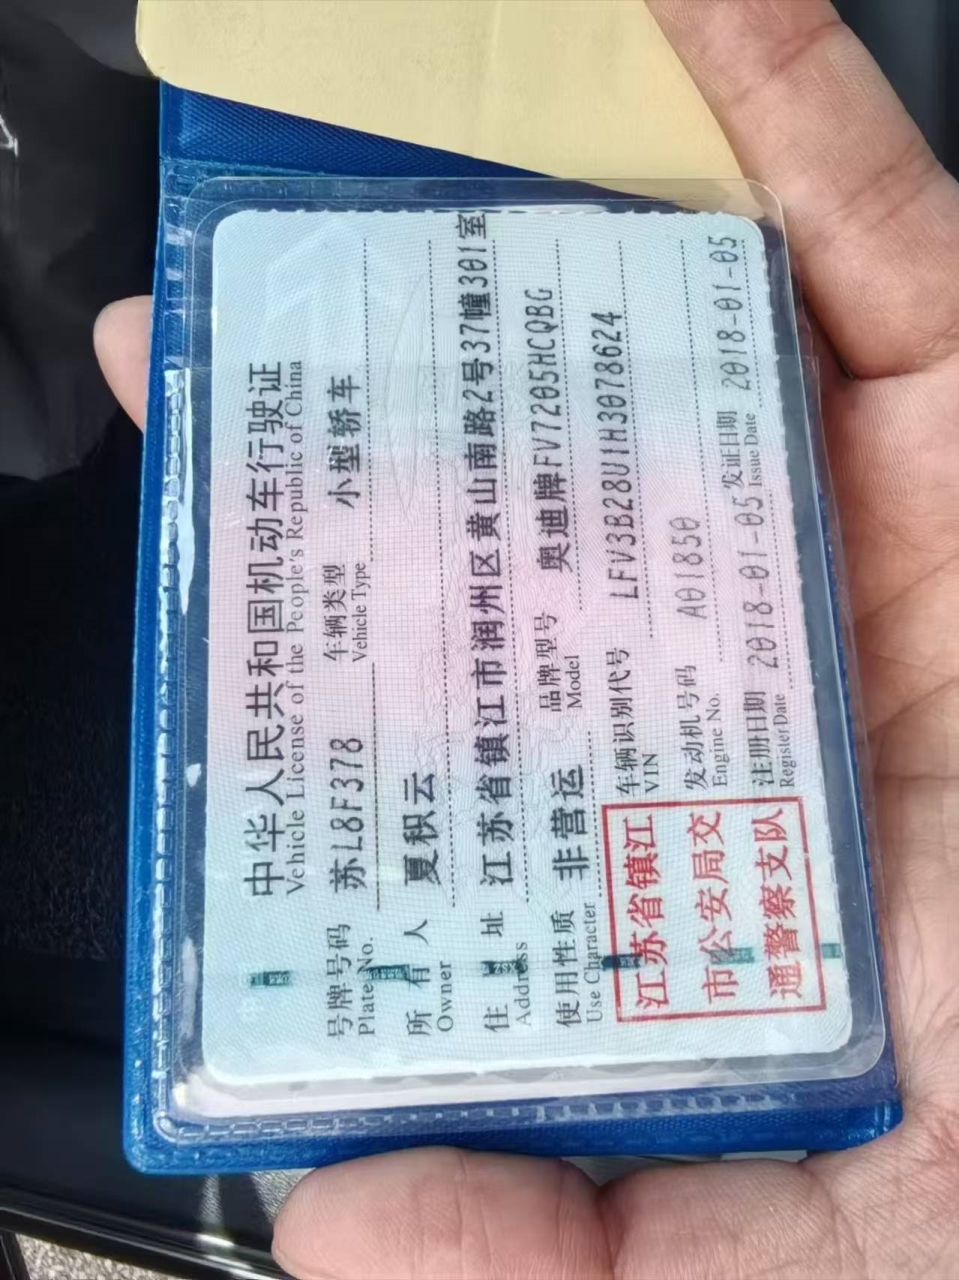 中华人民共和国机动车行驶证
Vehicle License of the People's Republic of China
号牌号码 苏L8F378 车辆类型 小型轿车
Plate No. Vehicle Type
所有人 夏积云
Owner
住址 江苏省镇江市润州区黄山南路2号37幢301室
Address
使用性质 非营运 品牌型号 奥迪牌FV7205HCQBG
Use Character Model
车辆识别代号 LFV3B28U1H3078624
VIN
发动机号码 A01850
Engine No.
注册日期 2018-01-05 发证日期 2018-01-05
Register Date Issue Date
江苏省镇江
市公安局交
通警察支队